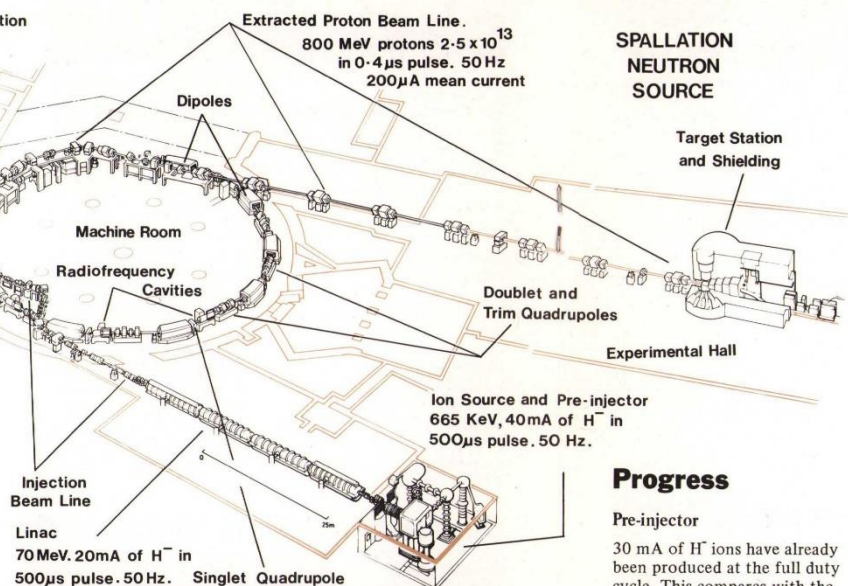 tion
Extracted Proton Beam Line.
800 MeV protons 2·5 x 10¹³
in 0·4µs pulse. 50 Hz
200µA mean current
SPALLATION
NEUTRON
SOURCE
Dipoles
Target Station
and Shielding
Machine Room
Radiofrequency
Cavities
Doublet and
Trim Quadrupoles
Experimental Hall
Ion Source and Pre-injector
665 KeV, 40mA of H⁻ in
500µs pulse. 50 Hz.
Injection
Beam Line
0
25m
Linac
70 MeV. 20mA of H⁻ in
500µs pulse. 50 Hz.
Singlet Quadrupole
Progress
Pre-injector
30 mA of H⁻ ions have already
been produced at the full duty
cycle. This compares with the